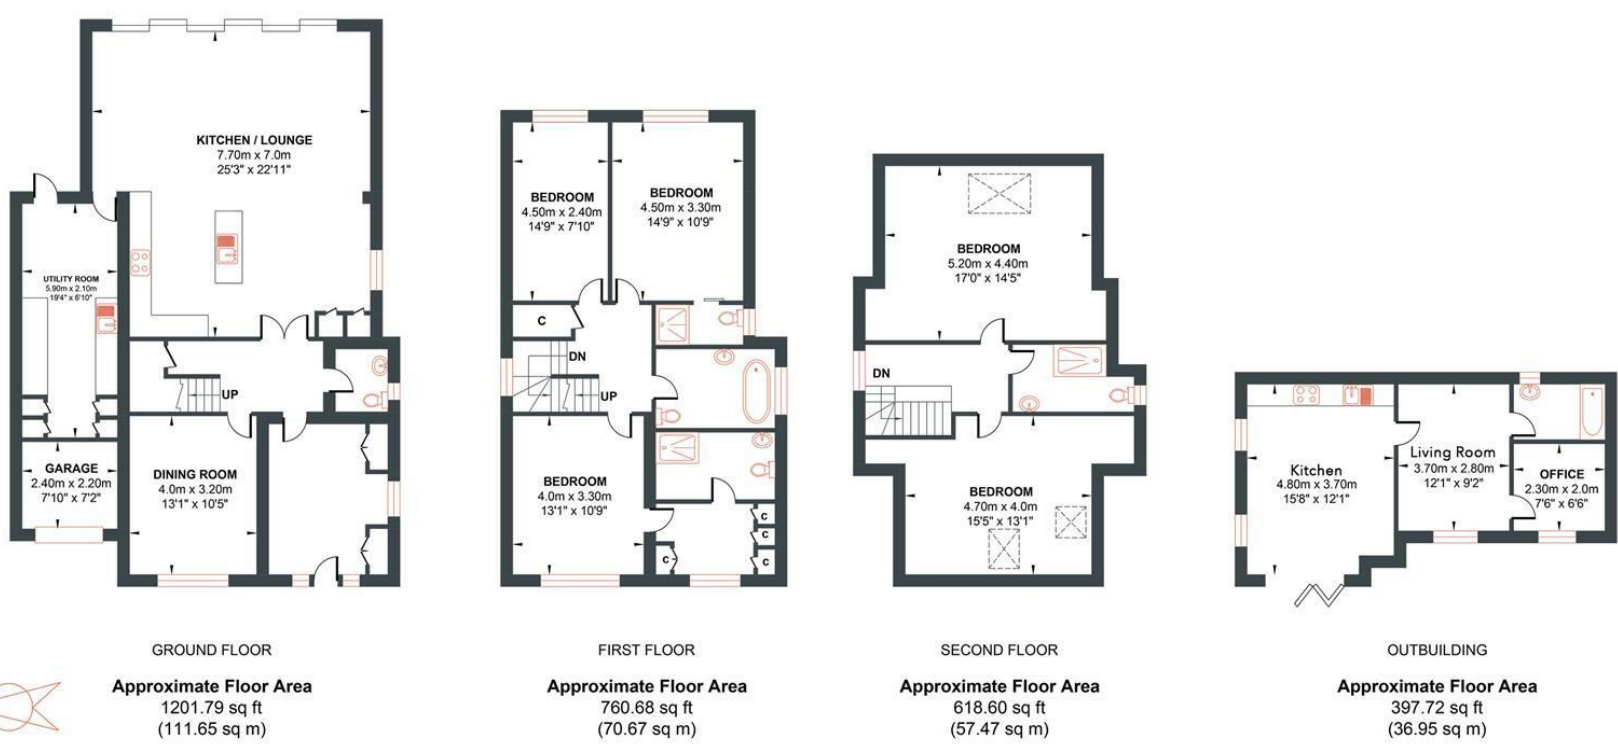 KITCHEN / LOUNGE
7.70m x 7.0m
25'3" x 22'11"
UTILITY ROOM
5.90m x 2.10m
19'4" x 6'10"
UP
GARAGE
2.40m x 2.20m
7'10" x 7'2"
DINING ROOM
4.0m x 3.20m
13'1" x 10'5"
GROUND FLOOR
Approximate Floor Area
1201.79 sq ft
(111.65 sq m)
BEDROOM
4.50m x 2.40m
14'9" x 7'10"
BEDROOM
4.50m x 3.30m
14'9" x 10'9"
C
DN
UP
BEDROOM
4.0m x 3.30m
13'1" x 10'9"
C
C
C
C
FIRST FLOOR
Approximate Floor Area
760.68 sq ft
(70.67 sq m)
BEDROOM
5.20m x 4.40m
17'0" x 14'5"
DN
BEDROOM
4.70m x 4.0m
15'5" x 13'1"
SECOND FLOOR
Approximate Floor Area
618.60 sq ft
(57.47 sq m)
Kitchen
4.80m x 3.70m
15'8" x 12'1"
Living Room
3.70m x 2.80m
12'1" x 9'2"
OFFICE
2.30m x 2.0m
7'6" x 6'6"
OUTBUILDING
Approximate Floor Area
397.72 sq ft
(36.95 sq m)